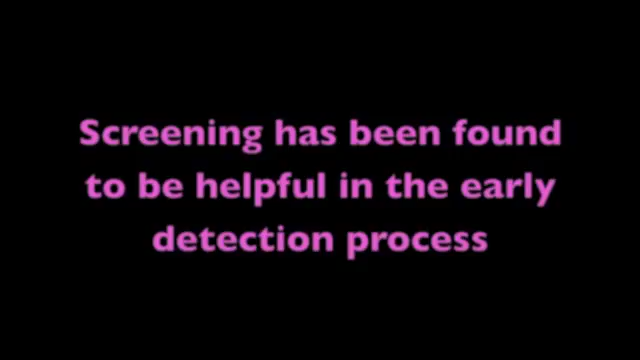 Screening has been found
to be helpful in the early
detection process